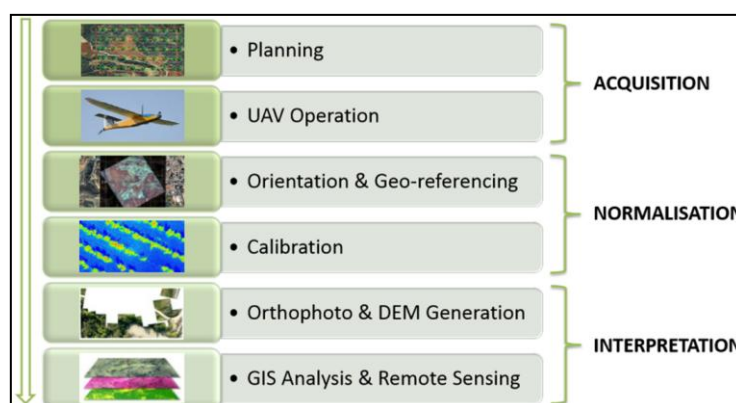 • Planning
ACQUISITION
• UAV Operation
• Orientation & Geo-referencing
NORMALISATION
• Calibration
• Orthophoto & DEM Generation
INTERPRETATION
• GIS Analysis & Remote Sensing